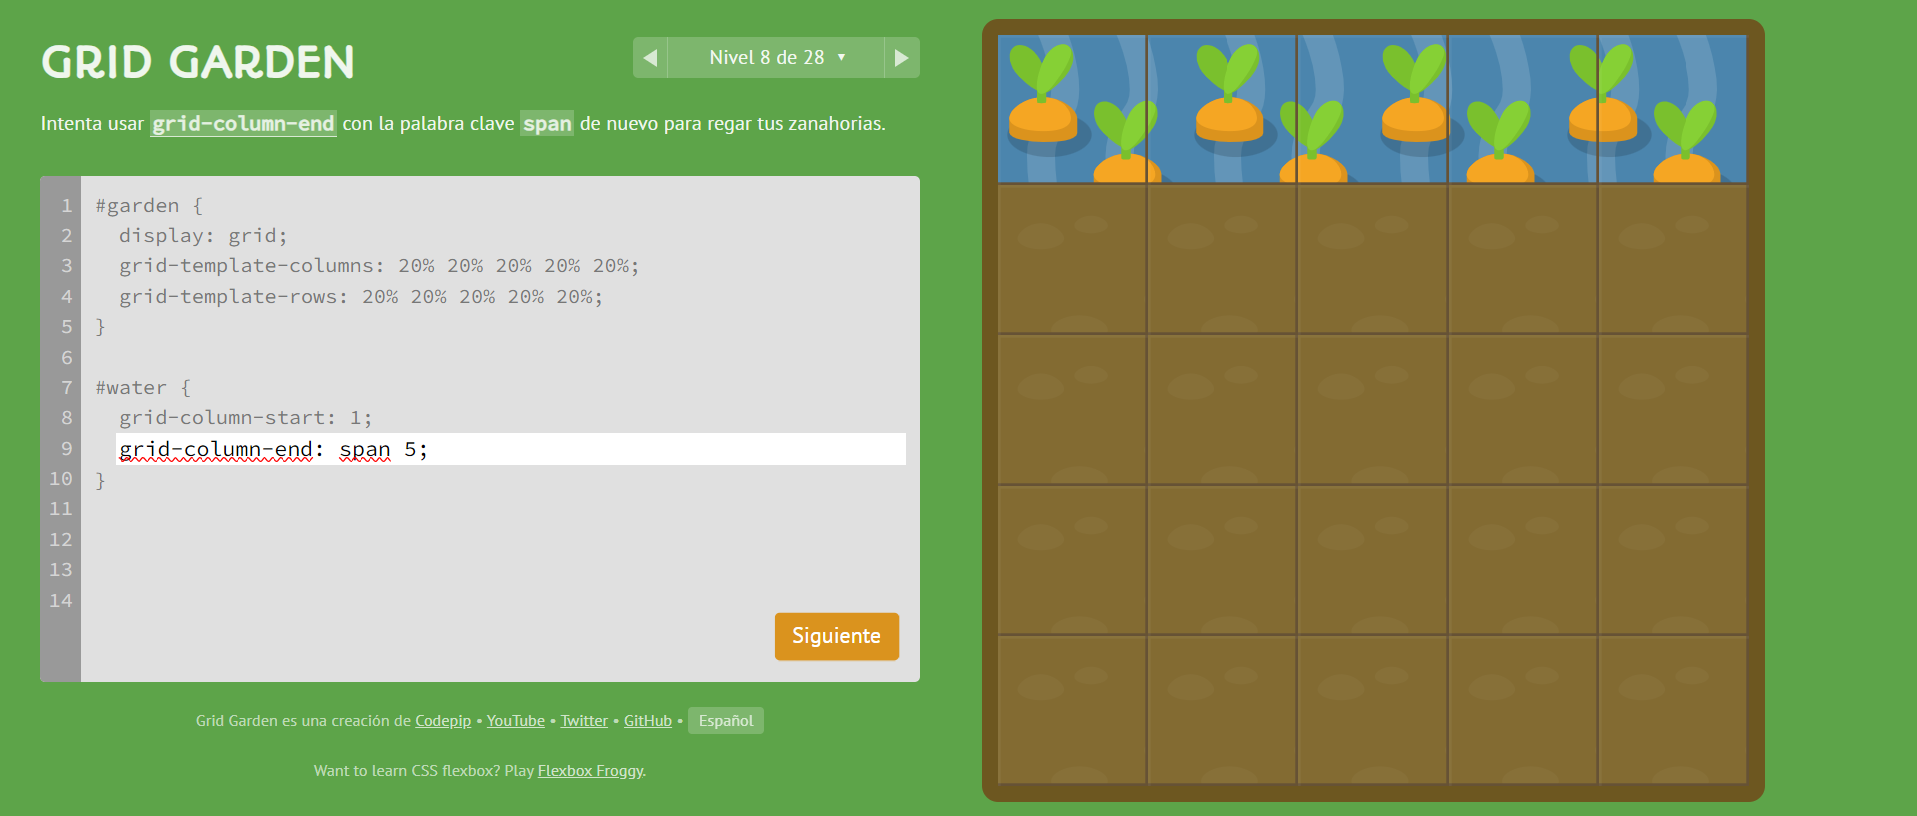 GRID GARDEN
◀ Nivel 8 de 28 ▼ ▶
Intenta usar grid-column-end con la palabra clave span de nuevo para regar tus zanahorias.
1 #garden {
2 display: grid;
3 grid-template-columns: 20% 20% 20% 20% 20%;
4 grid-template-rows: 20% 20% 20% 20% 20%;
5 }
6
7 #water {
8 grid-column-start: 1;
9 grid-column-end: span 5;
10 }
11
12
13
14
Siguiente
Grid Garden es una creación de Codepip • YouTube • Twitter • GitHub • Español
Want to learn CSS flexbox? Play Flexbox Froggy.